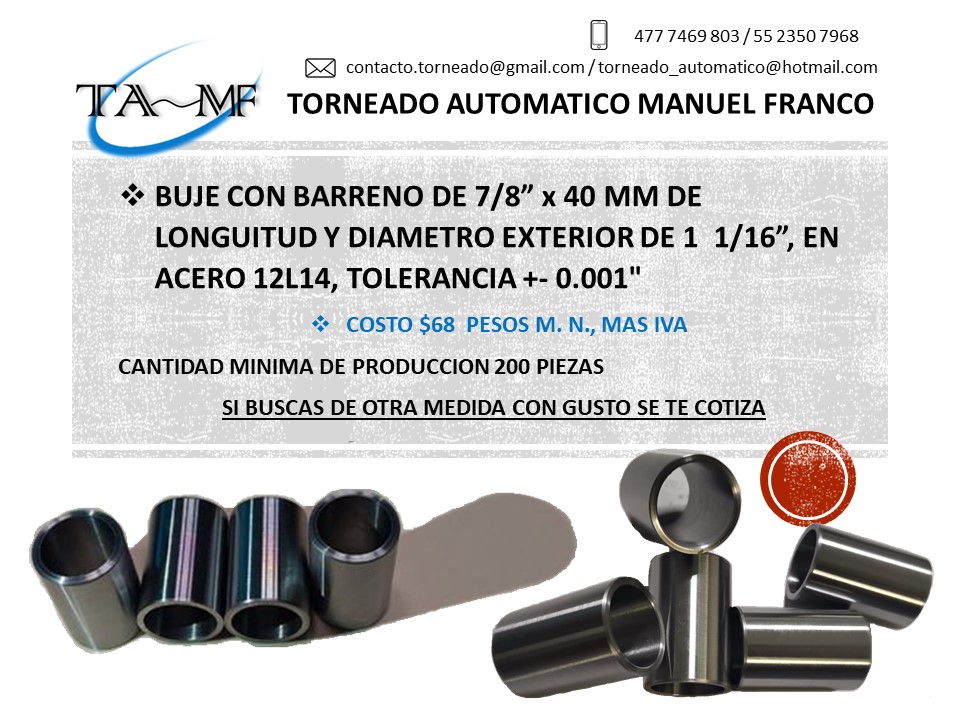 477 7469 803 / 55 2350 7968
contacto.torneado@gmail.com / torneado_automatico@hotmail.com
TA~MF
TORNEADO AUTOMATICO MANUEL FRANCO
❖ BUJE CON BARRENO DE 7/8” x 40 MM DE
LONGUITUD Y DIAMETRO EXTERIOR DE 1  1/16”, EN
ACERO 12L14, TOLERANCIA +- 0.001"
❖ COSTO $68  PESOS M. N., MAS IVA
CANTIDAD MINIMA DE PRODUCCION 200 PIEZAS
SI BUSCAS DE OTRA MEDIDA CON GUSTO SE TE COTIZA